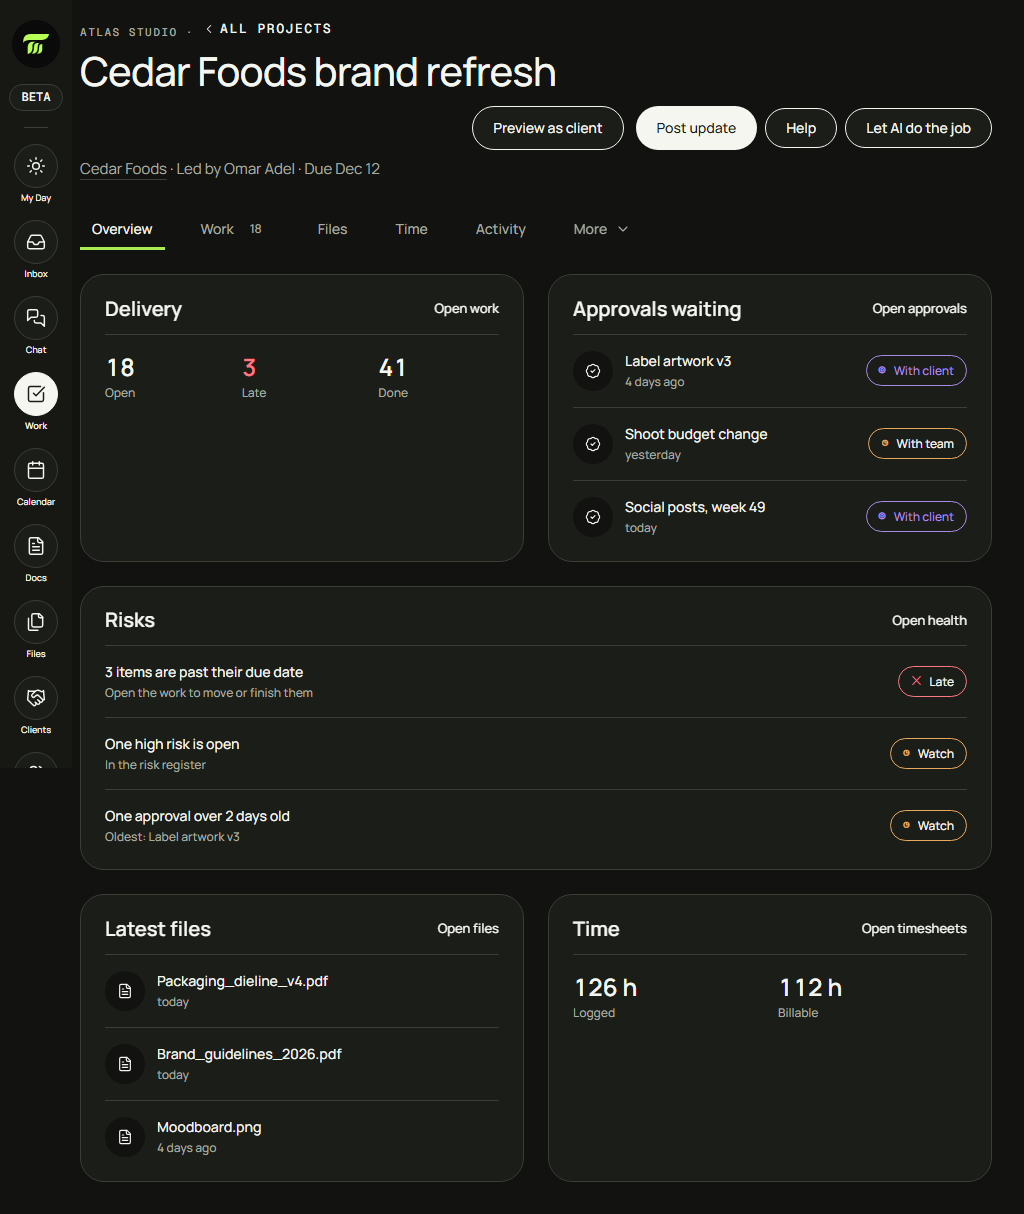 ATLAS STUDIO · ALL PROJECTS
Cedar Foods brand refresh
Preview as client
Post update
Help
Let AI do the job
Cedar Foods · Led by Omar Adel · Due Dec 12
BETA
My Day
Inbox
Chat
Work
Calendar
Docs
Files
Clients
Overview
Work 18
Files
Time
Activity
More
Delivery
Open work
18
Open
3
Late
41
Done
Approvals waiting
Open approvals
Label artwork v3
4 days ago
With client
Shoot budget change
yesterday
With team
Social posts, week 49
today
With client
Risks
Open health
3 items are past their due date
Open the work to move or finish them
Late
One high risk is open
In the risk register
Watch
One approval over 2 days old
Oldest: Label artwork v3
Watch
Latest files
Open files
Packaging_dieline_v4.pdf
today
Brand_guidelines_2026.pdf
today
Moodboard.png
4 days ago
Time
Open timesheets
126 h
Logged
112 h
Billable